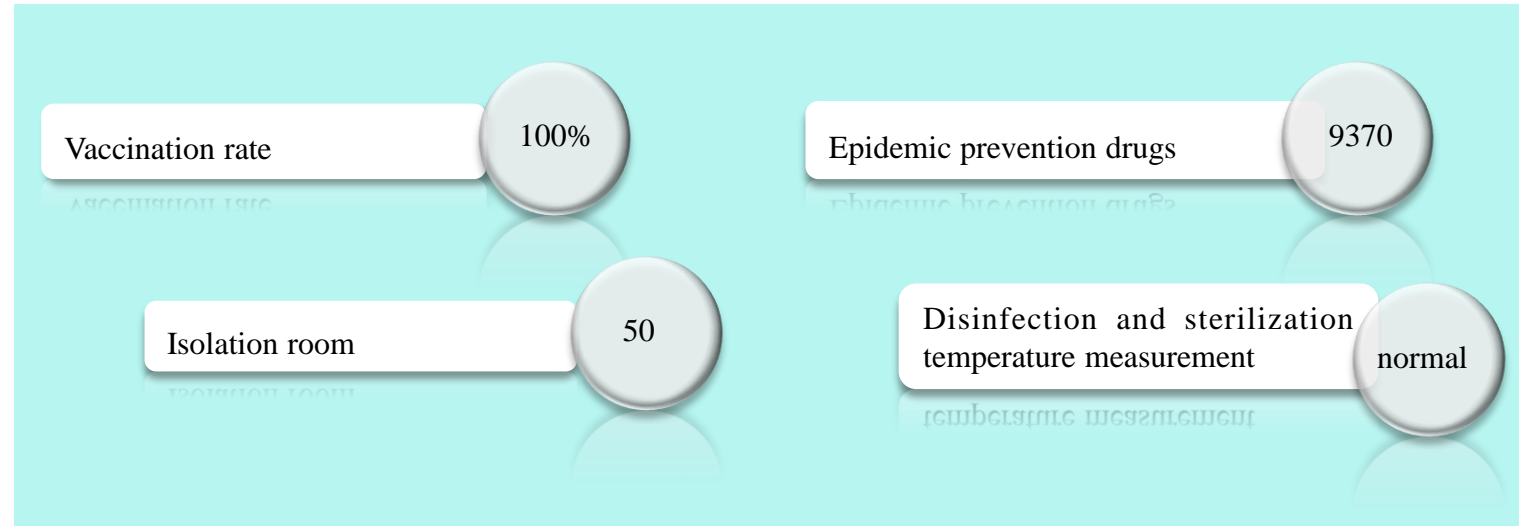 Vaccination rate
100%
Epidemic prevention drugs
9370
Isolation room
50
Disinfection and sterilization
temperature measurement
normal